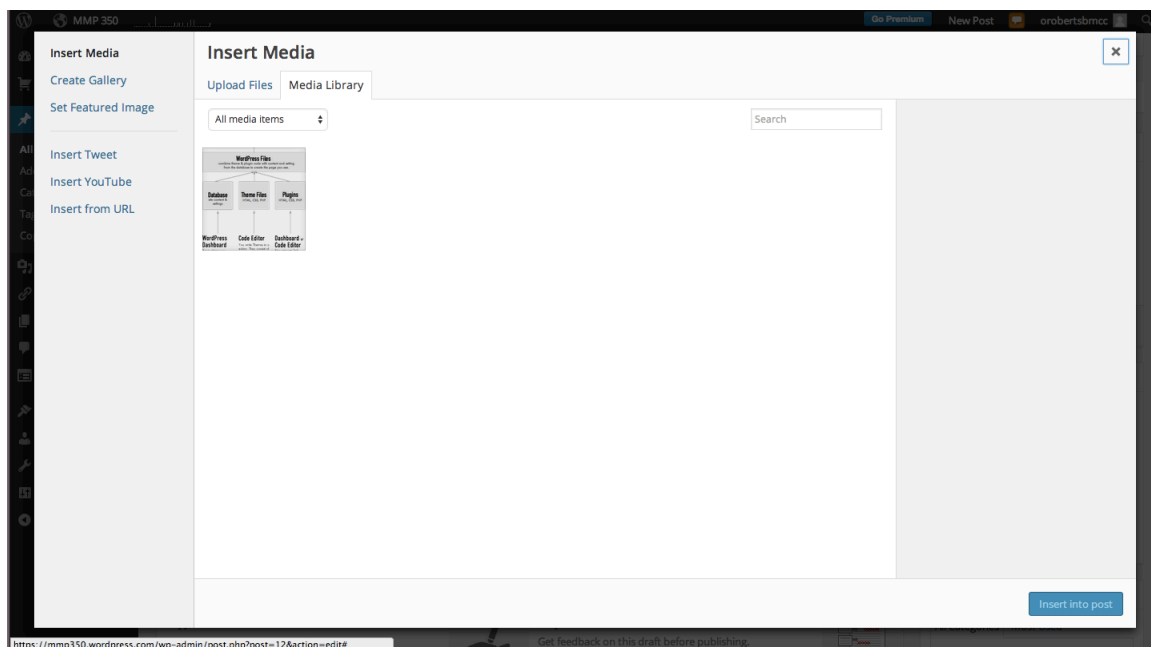 MMP 350
Go Premium
New Post
orobertsbmcc
Insert Media
Create Gallery
Set Featured Image
Insert Tweet
Insert YouTube
Insert from URL
Insert Media
Upload Files
Media Library
All media items
Search
WordPress Files
Database
Theme Files
Plugins
WordPress Dashboard
Code Editor
Dashboard
Code Editor
Insert into post
All
Get feedback on this draft before publishing.
https://mmp350.wordpress.com/wp-admin/post.php?post=12&action=edit#